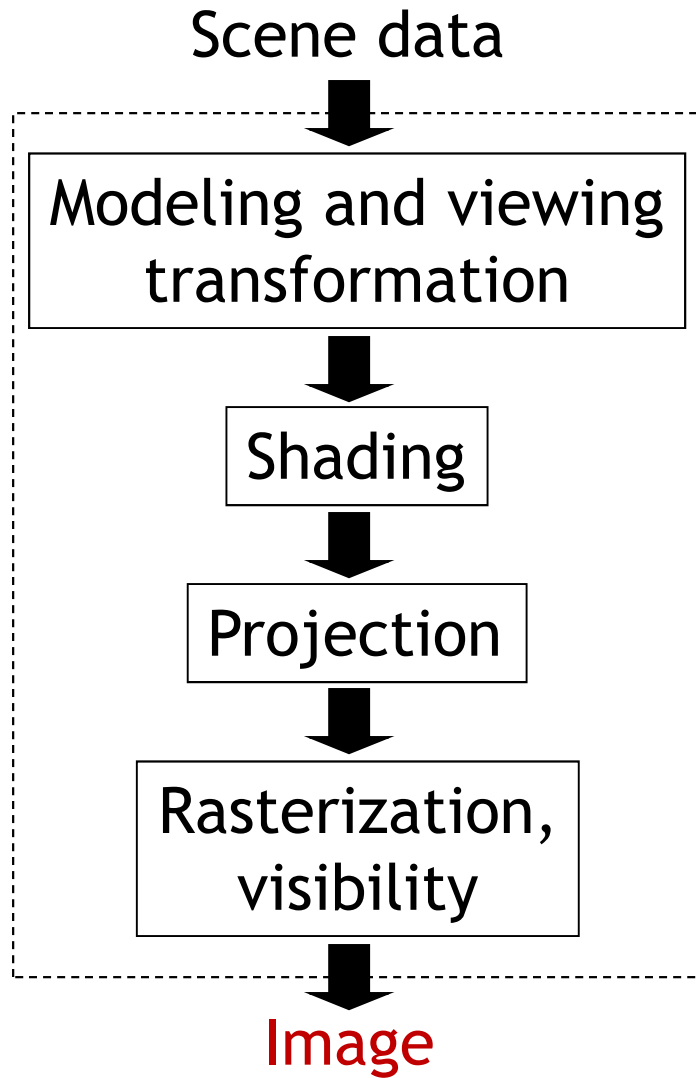 Scene data
Modeling and viewing
transformation
Shading
Projection
Rasterization,
visibility
Image